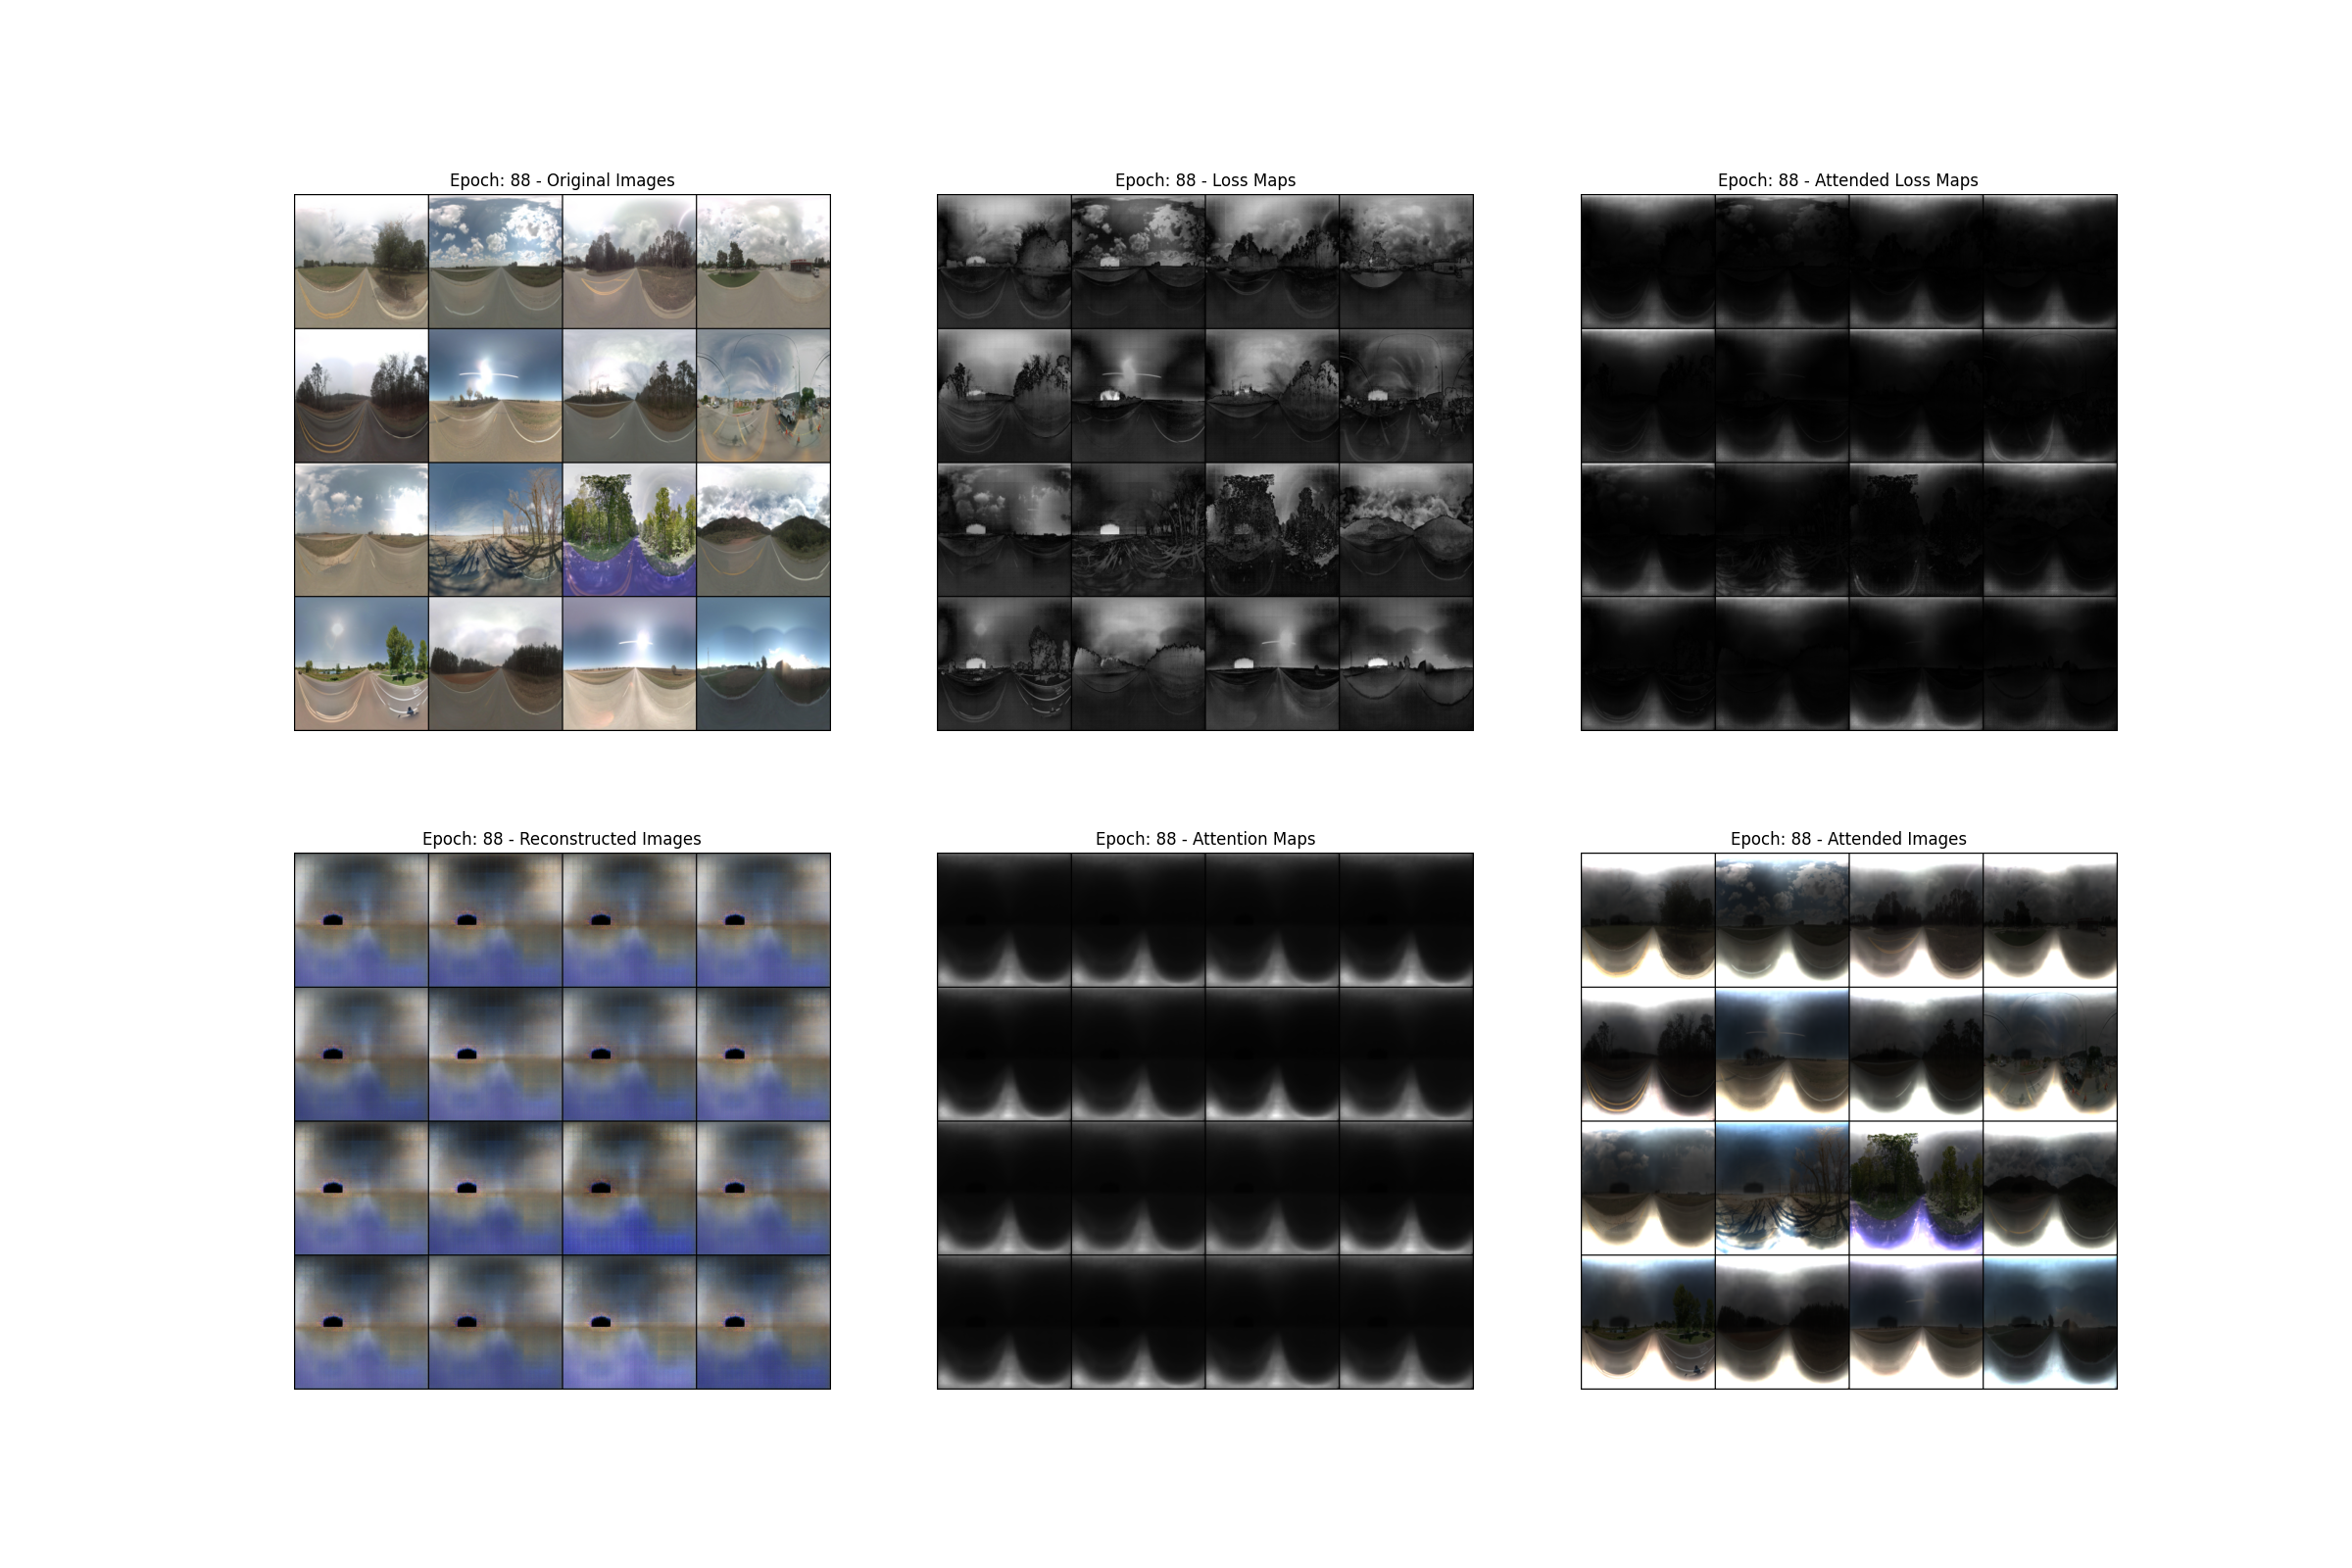 Epoch: 88 - Original Images
Epoch: 88 - Loss Maps
Epoch: 88 - Attended Loss Maps
Epoch: 88 - Reconstructed Images
Epoch: 88 - Attention Maps
Epoch: 88 - Attended Images